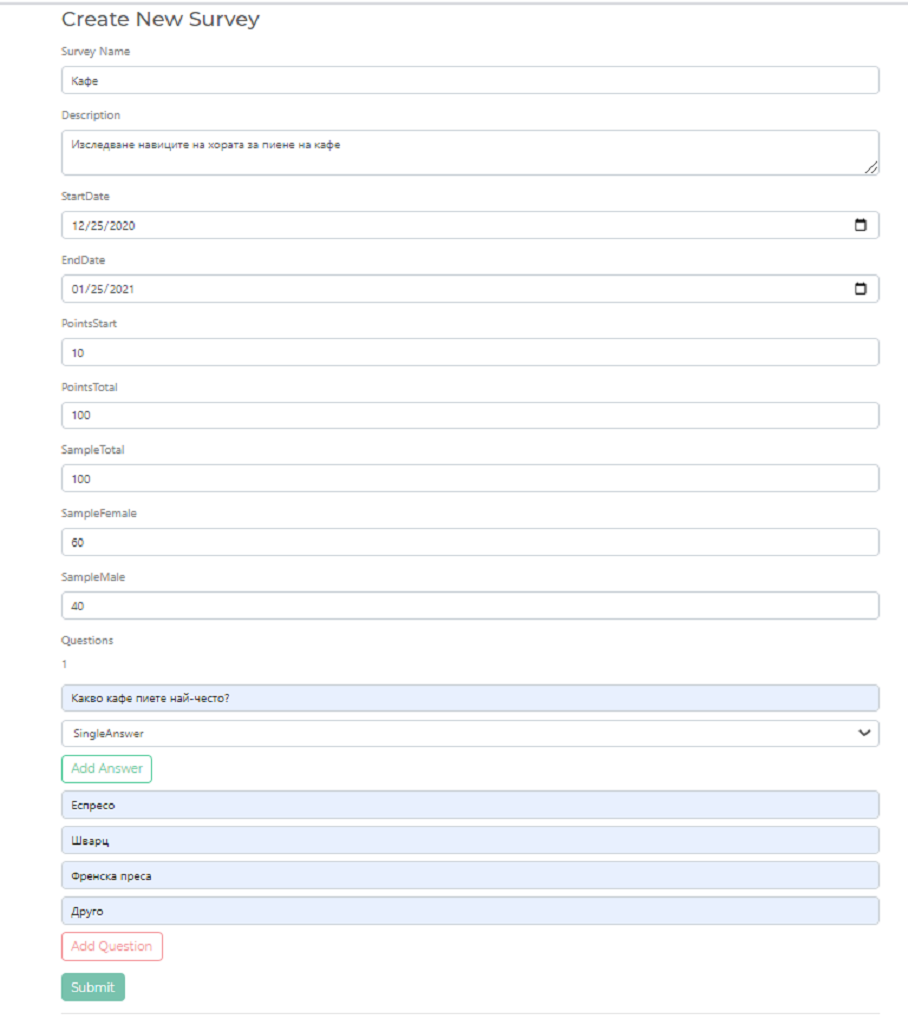 Create New Survey
Survey Name
Кафе
Description
Изследване навиците на хората за пиене на кафе
StartDate
12/25/2020
EndDate
01/25/2021
PointsStart
10
PointsTotal
100
SampleTotal
100
SampleFemale
60
SampleMale
40
Questions
1
Какво кафе пиете най-често?
SingleAnswer
Add Answer
Еспресо
Шварц
Френска преса
Друго
Add Question
Submit